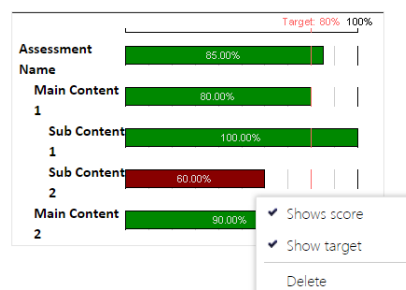 Target: 80% 100%
Assessment
Name
85.00%
Main Content
1
80.00%
Sub Content
1
100.00%
Sub Content
2
60.00%
Main Content
2
90.00%
Shows score
Show target
Delete